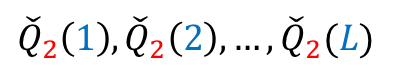 Q̌₂(1), Q̌₂(2), …, Q̌₂(L)